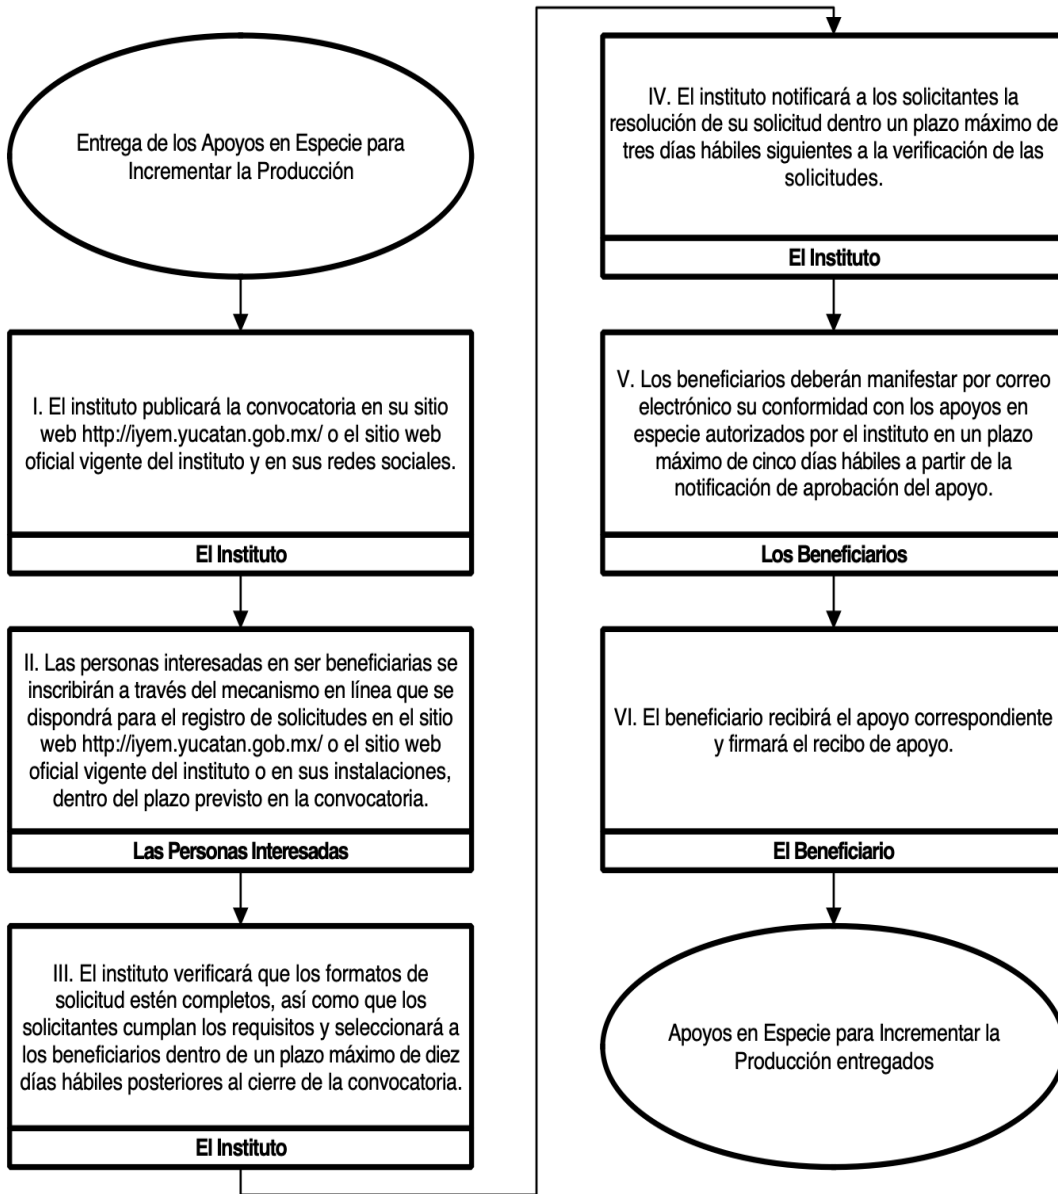 Entrega de los Apoyos en Especie para
Incrementar la Producción
I. El instituto publicará la convocatoria en su sitio
web http://iyem.yucatan.gob.mx/ o el sitio web
oficial vigente del instituto y en sus redes sociales.
El Instituto
II. Las personas interesadas en ser beneficiarias se
inscribirán a través del mecanismo en línea que se
dispondrá para el registro de solicitudes en el sitio
web http://iyem.yucatan.gob.mx/ o el sitio web
oficial vigente del instituto o en sus instalaciones,
dentro del plazo previsto en la convocatoria.
Las Personas Interesadas
III. El instituto verificará que los formatos de
solicitud estén completos, así como que los
solicitantes cumplan los requisitos y seleccionará a
los beneficiarios dentro de un plazo máximo de diez
días hábiles posteriores al cierre de la convocatoria.
El Instituto
IV. El instituto notificará a los solicitantes la
resolución de su solicitud dentro un plazo máximo de
tres días hábiles siguientes a la verificación de las
solicitudes.
El Instituto
V. Los beneficiarios deberán manifestar por correo
electrónico su conformidad con los apoyos en
especie autorizados por el instituto en un plazo
máximo de cinco días hábiles a partir de la
notificación de aprobación del apoyo.
Los Beneficiarios
VI. El beneficiario recibirá el apoyo correspondiente
y firmará el recibo de apoyo.
El Beneficiario
Apoyos en Especie para Incrementar la
Producción entregados